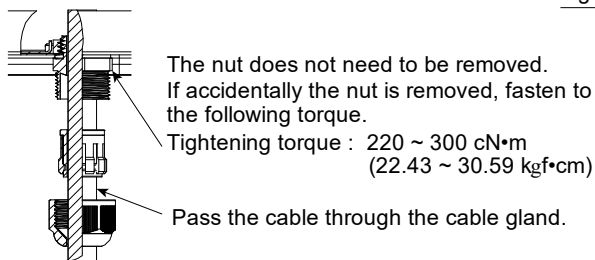 The nut does not need to be removed.
If accidentally the nut is removed, fasten to
the following torque.
Tightening torque : 220 ~ 300 cN•m
(22.43 ~ 30.59 kgf•cm)
Pass the cable through the cable gland.